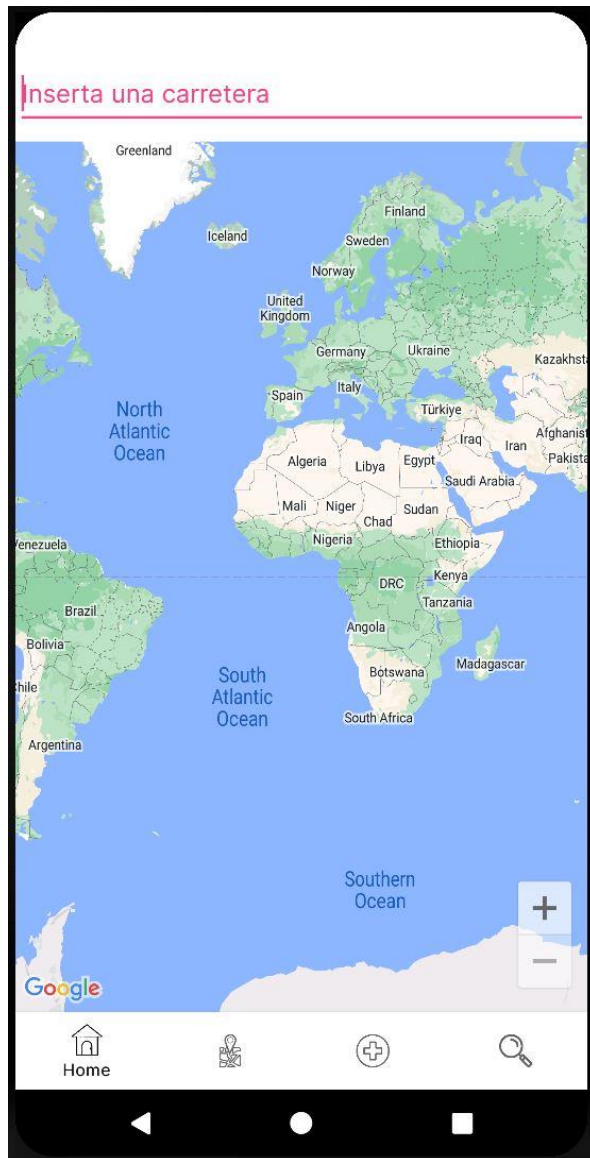 Inserta una carretera
Greenland
Iceland
Finland
Sweden
Norway
United
Kingdom
Germany
Ukraine
Kazakhsta
Spain
Italy
Türkiye
North
Atlantic
Ocean
Iraq
Iran
Afghanist
Pakista
Algeria
Libya
Egypt
Saudi Arabia
Mali
Niger
Chad
Sudan
Nigeria
Ethiopia
Venezuela
DRC
Kenya
Tanzania
Brazil
Angola
Bolivia
South
Atlantic
Ocean
Botswana
Madagascar
Chile
South Africa
Argentina
Southern
Ocean
+
−
Google
Home